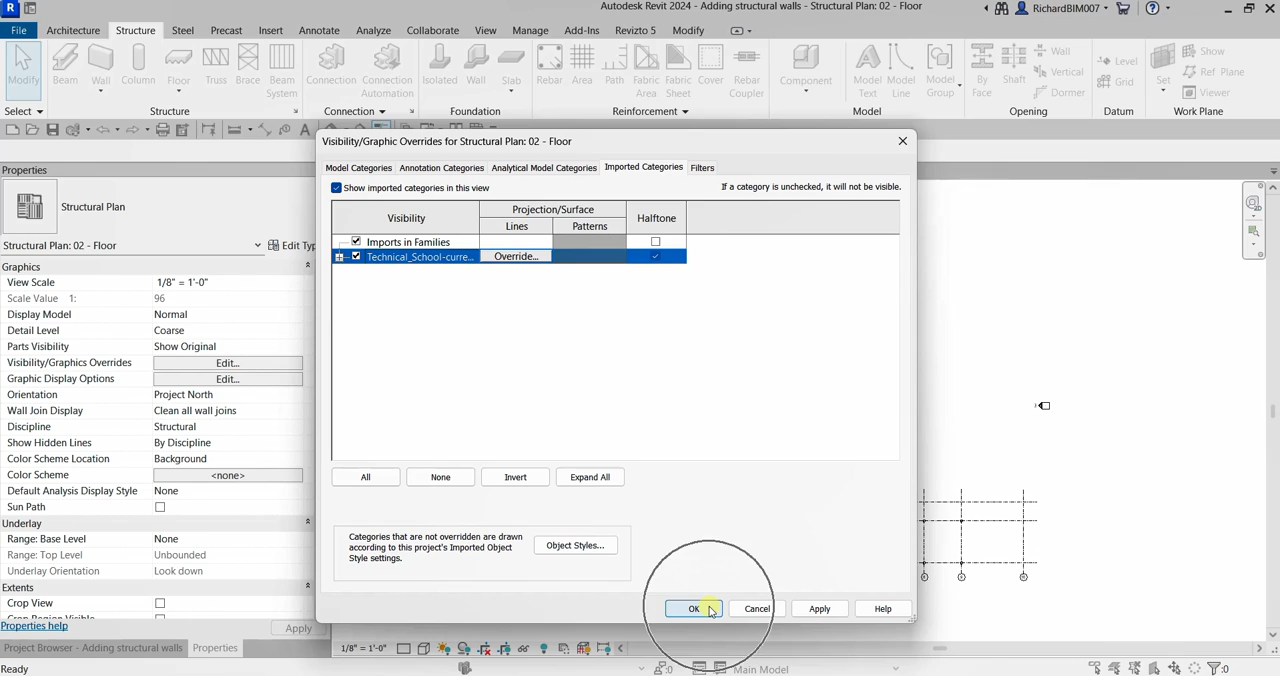 Autodesk Revit 2024 - Adding structural walls - Structural Plan: 02 - Floor
RichardBIM007
File Architecture Structure Steel Precast Insert Annotate Analyze Collaborate View Manage Add-Ins Revizto 5 Modify
Modify Beam Wall Column Floor Truss Brace Beam System Connection Connection Automation Isolated Wall Slab Rebar Area Path Fabric Area Fabric Sheet Cover Rebar Coupler Component Model Text Model Line Model Group By Face Shaft Wall Vertical Dormer Level Grid Set Show Ref Plane Viewer
Select Structure Connection Foundation Reinforcement Model Opening Datum Work Plane
Properties
Structural Plan
Structural Plan: 02 - Floor Edit Typ
Graphics
View Scale 1/8" = 1'-0"
Scale Value 1: 96
Display Model Normal
Detail Level Coarse
Parts Visibility Show Original
Visibility/Graphics Overrides Edit...
Graphic Display Options Edit...
Orientation Project North
Wall Join Display Clean all wall joins
Discipline Structural
Show Hidden Lines By Discipline
Color Scheme Location Background
Color Scheme <none>
Default Analysis Display Style None
Sun Path
Underlay
Range: Base Level None
Range: Top Level Unbounded
Underlay Orientation Look down
Extents
Crop View
Properties help Apply
Project Browser - Adding structural walls Properties
Ready
Visibility/Graphic Overrides for Structural Plan: 02 - Floor
Model Categories Annotation Categories Analytical Model Categories Imported Categories Filters
Show imported categories in this view If a category is unchecked, it will not be visible.
Visibility Projection/Surface Halftone
Lines Patterns
Imports in Families
Technical_School-curre... Override...
All None Invert Expand All
Categories that are not overridden are drawn
according to this project's Imported Object
Style settings.
Object Styles...
OK Cancel Apply Help
1/8" = 1'-0"
:0 Main Model :0